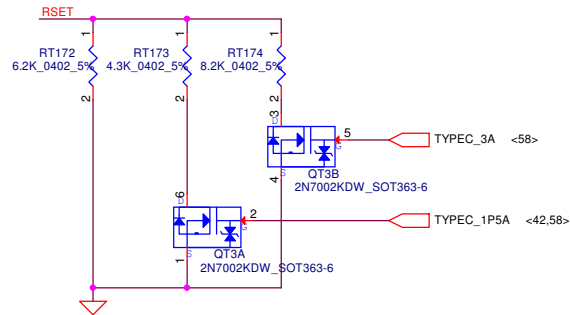 RSET
1
1
1
RT172
RT173
RT174
6.2K_0402_5%
4.3K_0402_5%
8.2K_0402_5%
2
2
2
3
D
5
TYPEC_3A <58>
G
S
QT3B
4
2N7002KDW_SOT363-6
6
D
2
TYPEC_1P5A <42,58>
G
S
QT3A
1
2N7002KDW_SOT363-6